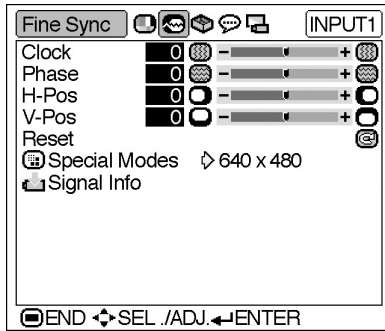 Fine Sync INPUT1
Clock 0 - +
Phase 0 - +
H-Pos 0 - +
V-Pos 0 - +
Reset
Special Modes 640 x 480
Signal Info
END SEL ./ADJ. ENTER